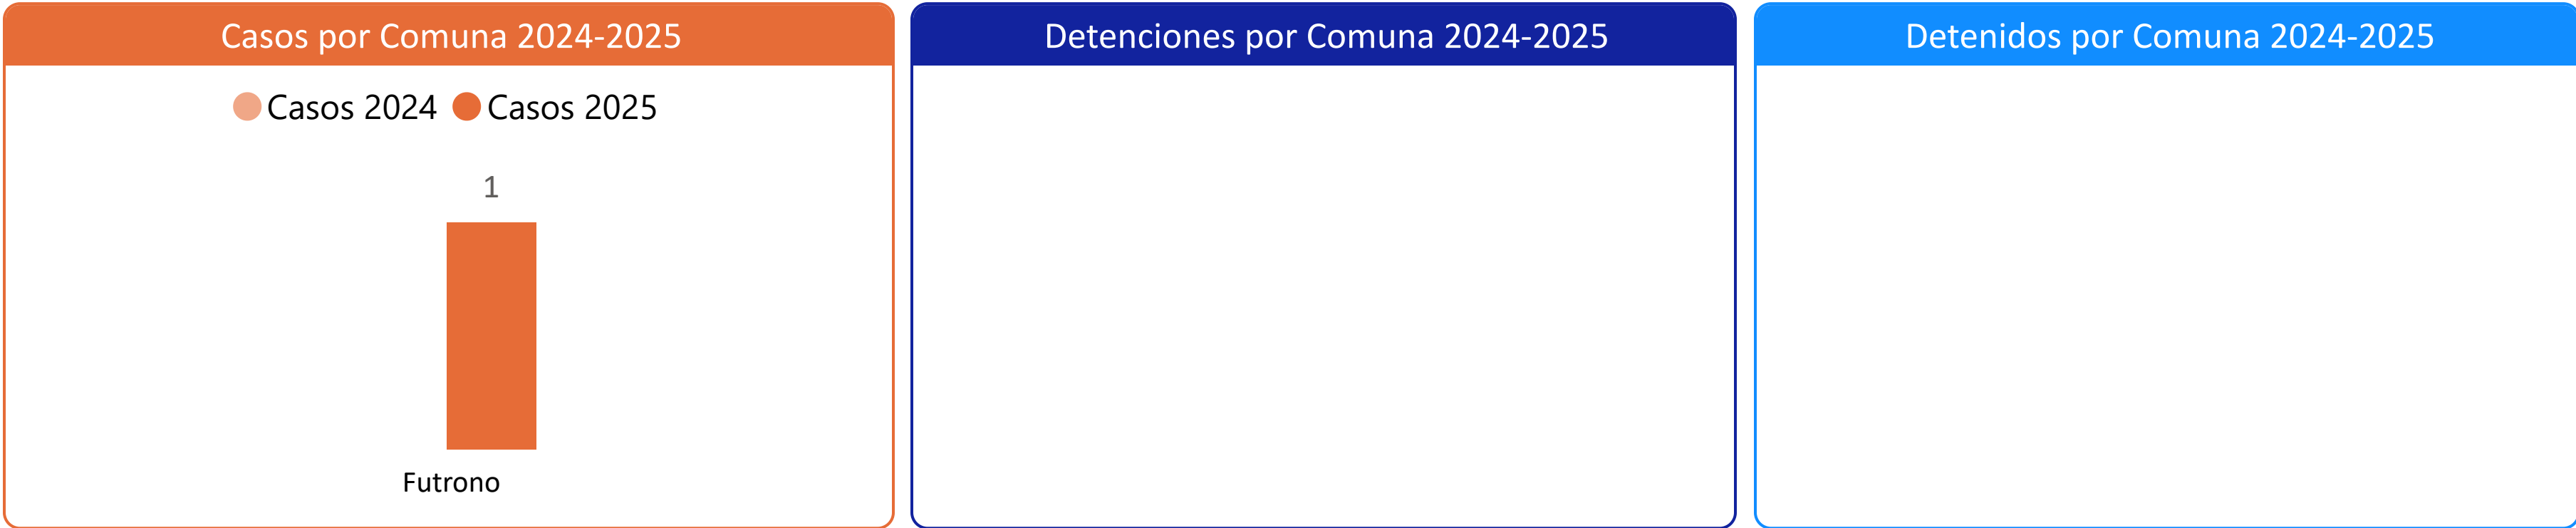 Casos por Comuna 2024-2025
Casos 2024 Casos 2025
1
Futrono
Detenciones por Comuna 2024-2025
Detenidos por Comuna 2024-2025